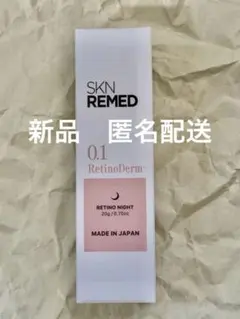 SKN
REMED
新品 匿名配送
0.1
RetinoDerm
RETINO NIGHT
20g/0.70oz
MADE IN JAPAN